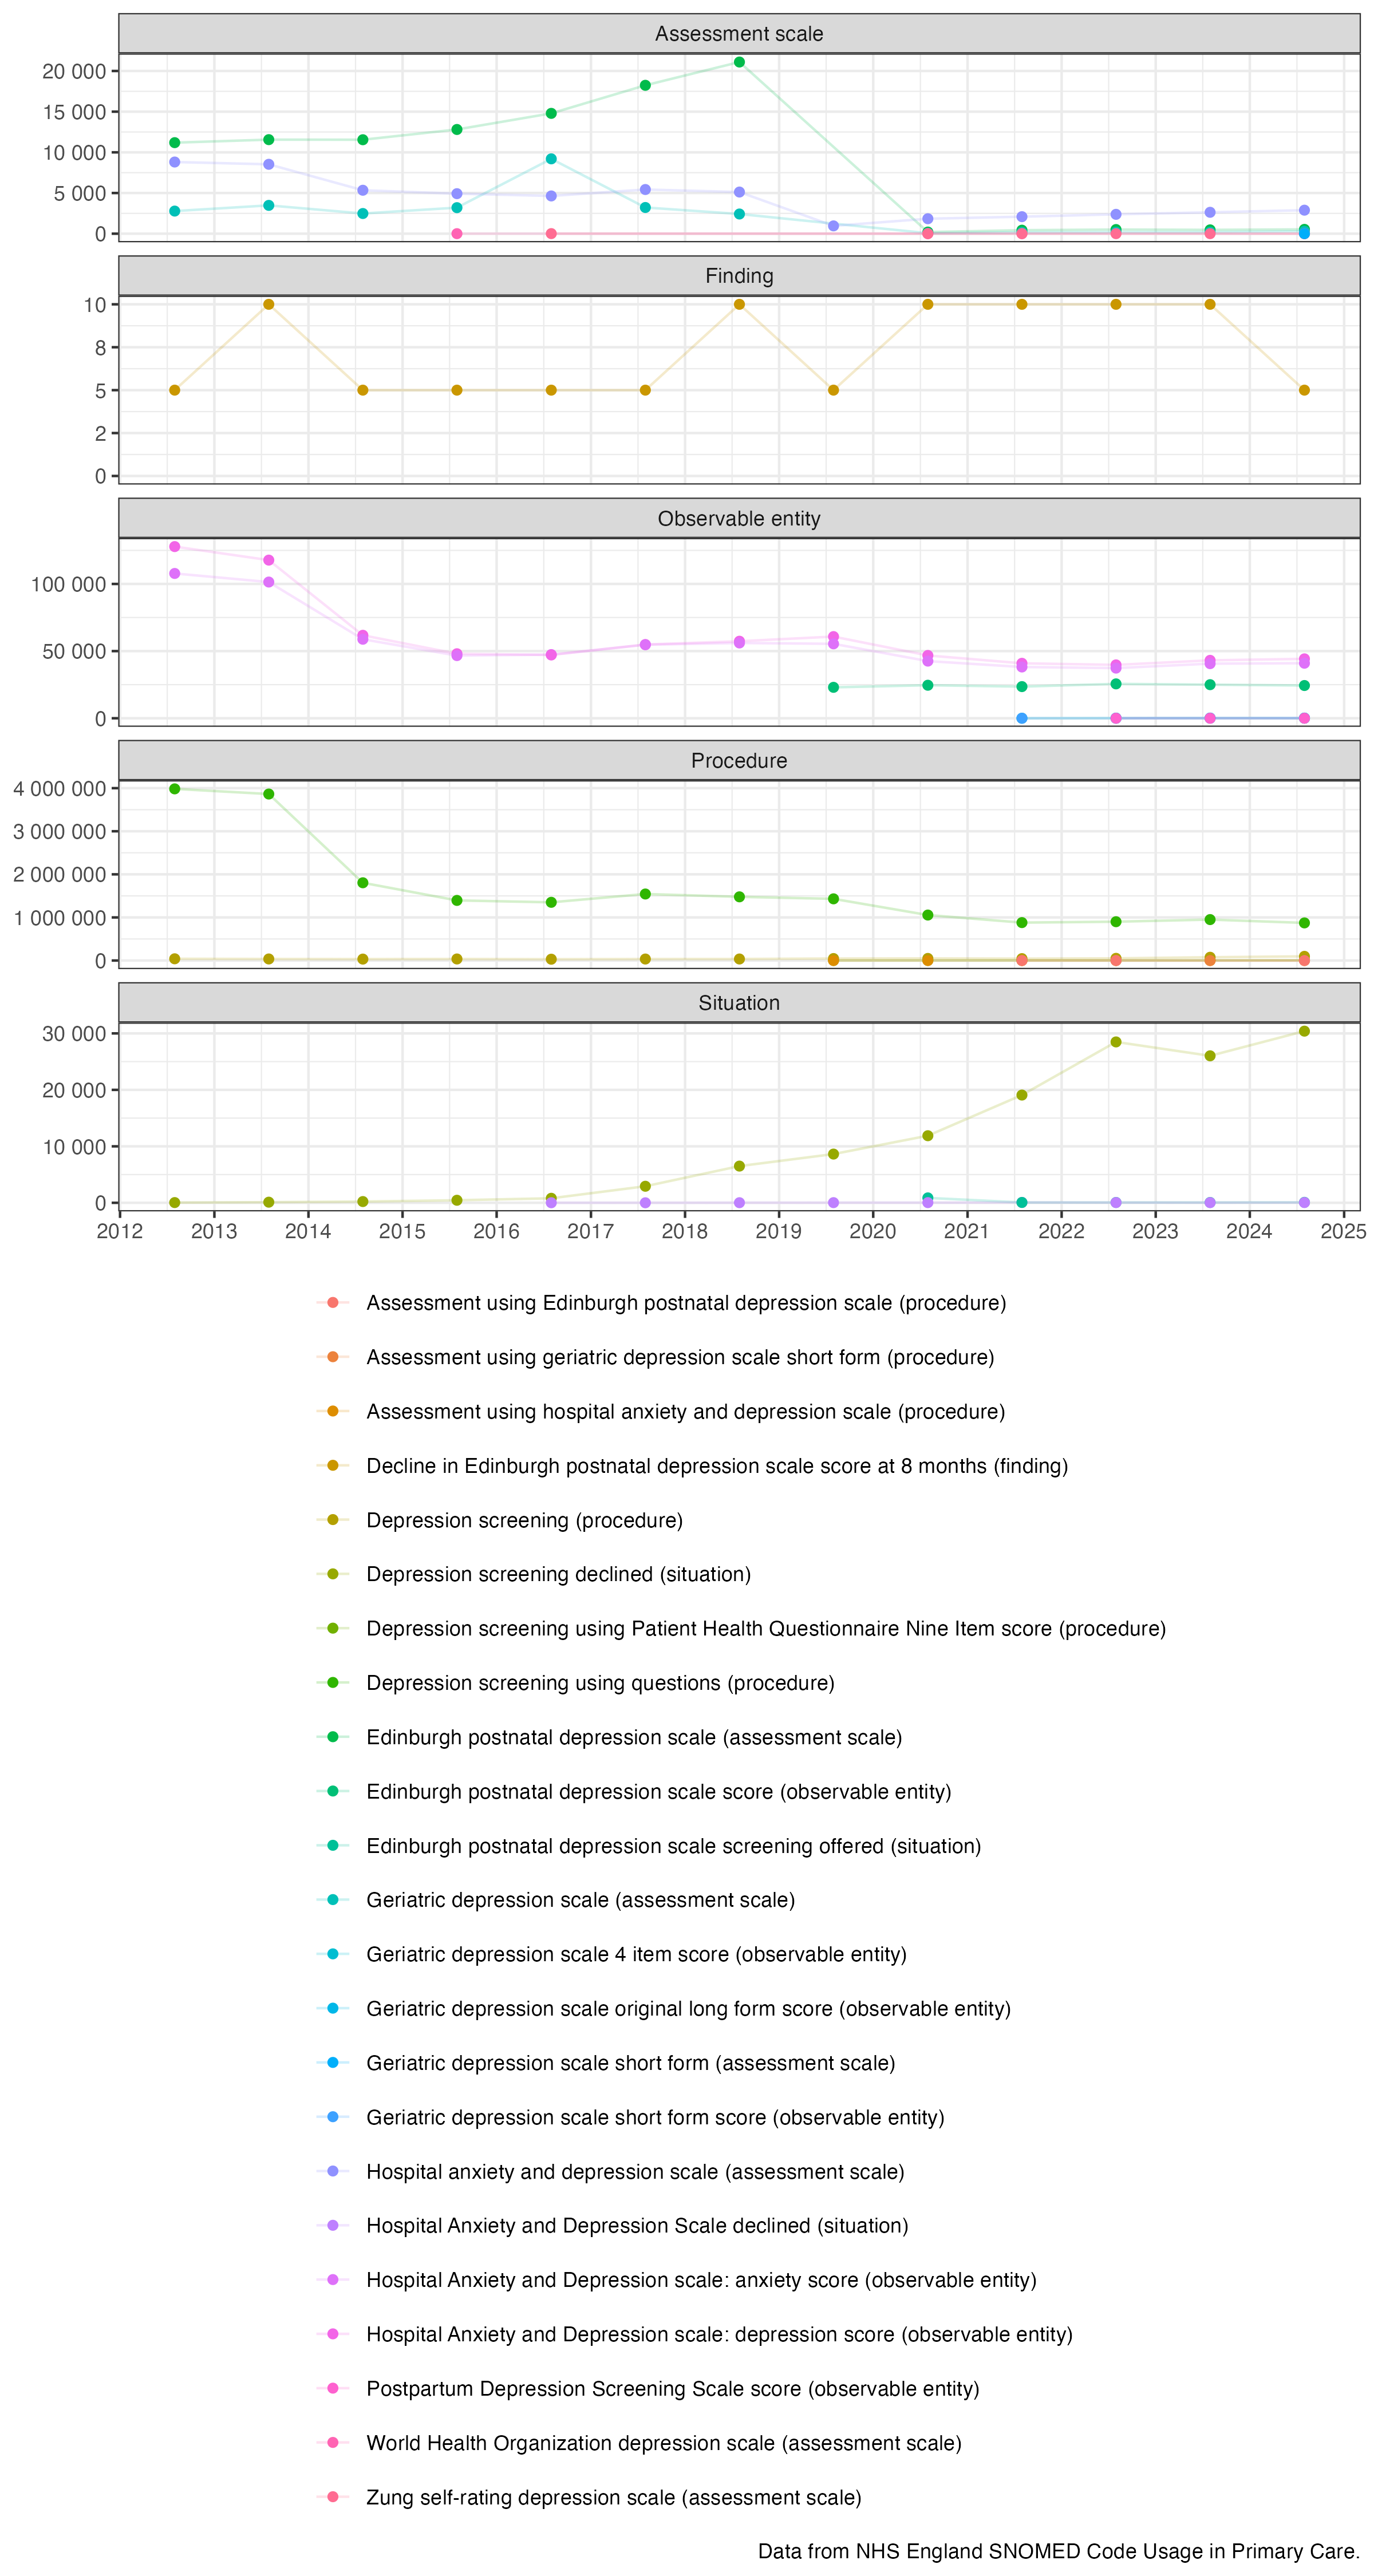 Assessment scale
20 000
15 000
10 000
5 000
0
Finding
10
8
5
2
0
Observable entity
100 000
50 000
0
Procedure
4 000 000
3 000 000
2 000 000
1 000 000
0
Situation
30 000
20 000
10 000
0
2012 2013 2014 2015 2016 2017 2018 2019 2020 2021 2022 2023 2024 2025
Assessment using Edinburgh postnatal depression scale (procedure)
Assessment using geriatric depression scale short form (procedure)
Assessment using hospital anxiety and depression scale (procedure)
Decline in Edinburgh postnatal depression scale score at 8 months (finding)
Depression screening (procedure)
Depression screening declined (situation)
Depression screening using Patient Health Questionnaire Nine Item score (procedure)
Depression screening using questions (procedure)
Edinburgh postnatal depression scale (assessment scale)
Edinburgh postnatal depression scale score (observable entity)
Edinburgh postnatal depression scale screening offered (situation)
Geriatric depression scale (assessment scale)
Geriatric depression scale 4 item score (observable entity)
Geriatric depression scale original long form score (observable entity)
Geriatric depression scale short form (assessment scale)
Geriatric depression scale short form score (observable entity)
Hospital anxiety and depression scale (assessment scale)
Hospital Anxiety and Depression Scale declined (situation)
Hospital Anxiety and Depression scale: anxiety score (observable entity)
Hospital Anxiety and Depression scale: depression score (observable entity)
Postpartum Depression Screening Scale score (observable entity)
World Health Organization depression scale (assessment scale)
Zung self-rating depression scale (assessment scale)
Data from NHS England SNOMED Code Usage in Primary Care.